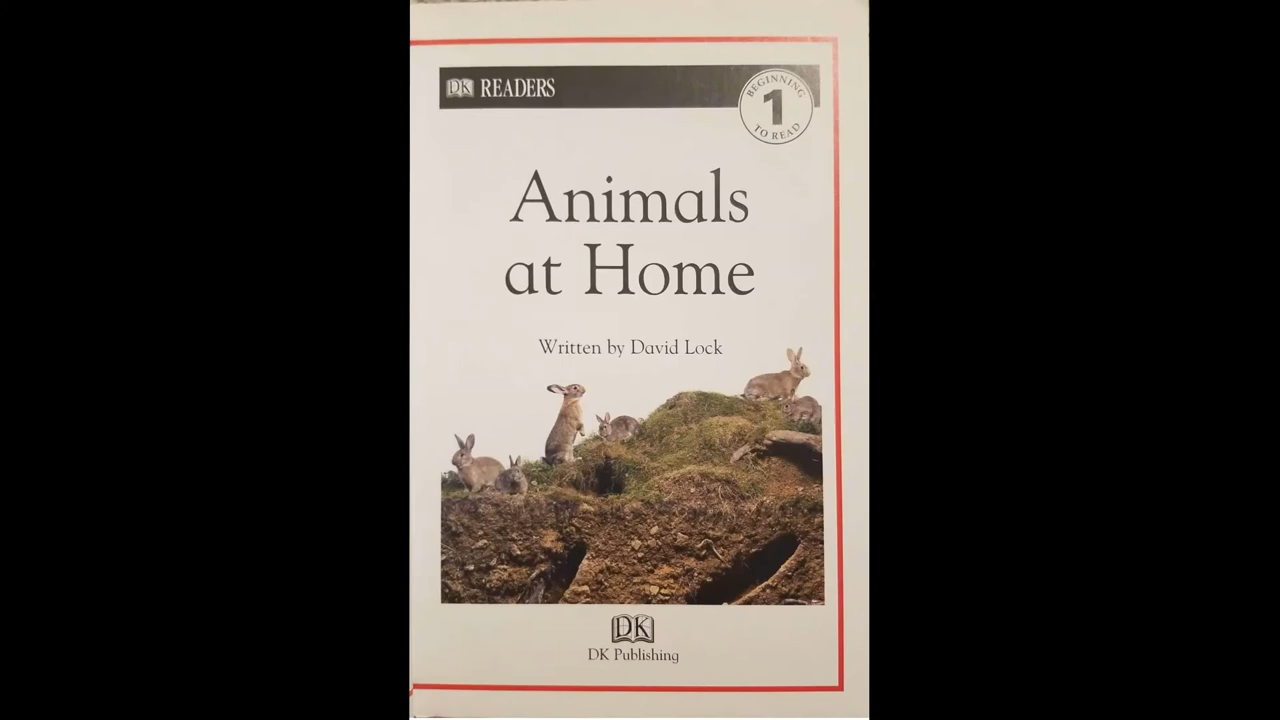 DK READERS
BEGINNING
1
TO READ
Animals
at Home
Written by David Lock
DK
DK Publishing